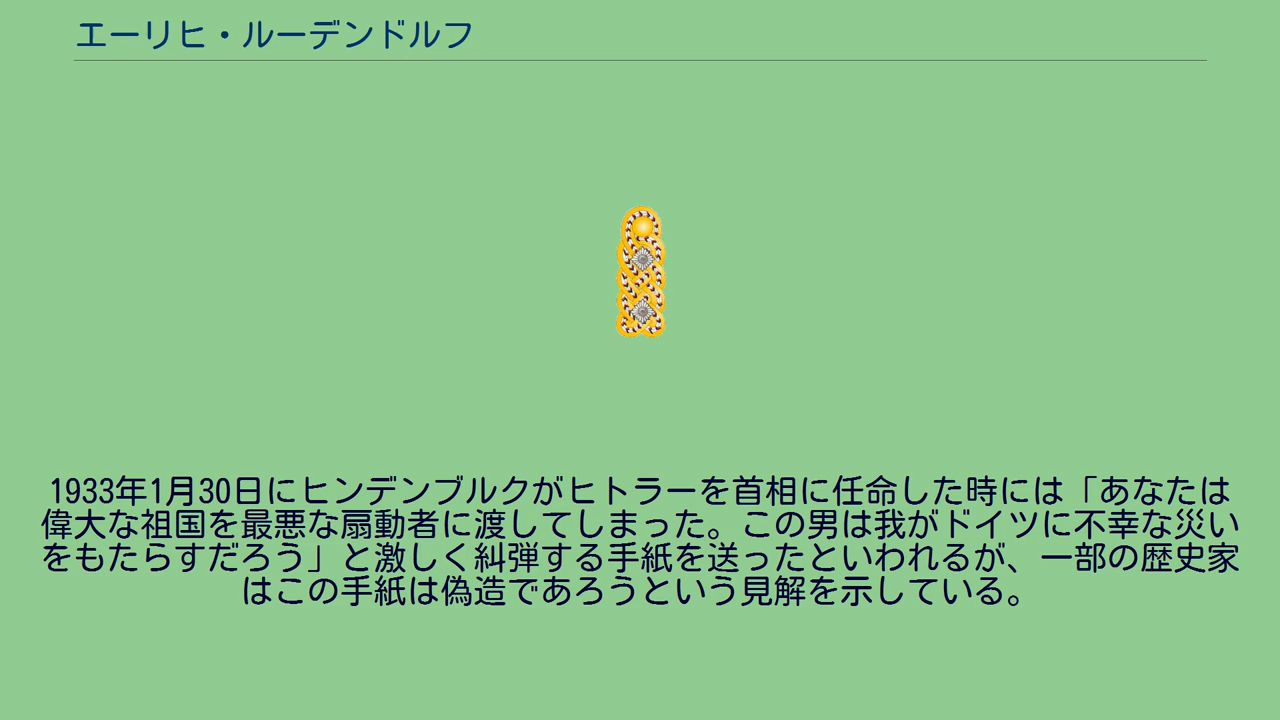 エーリヒ・ルーデンドルフ
1933年1月30日にヒンデンブルクがヒトラーを首相に任命した時には「あなたは
偉大な祖国を最悪な扇動者に渡してしまった。この男は我がドイツに不幸な災い
をもたらすだろう」と激しく糾弾する手紙を送ったといわれるが、一部の歴史家
はこの手紙は偽造であろうという見解を示している。